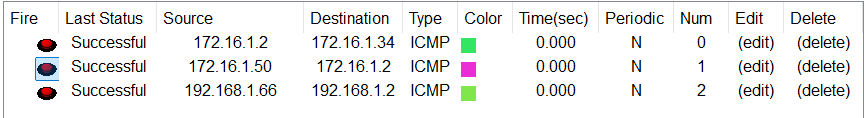 Fire Last Status Source Destination Type Color Time(sec) Periodic Num Edit Delete
Successful 172.16.1.2 172.16.1.34 ICMP 0.000 N 0 (edit) (delete)
Successful 172.16.1.50 172.16.1.2 ICMP 0.000 N 1 (edit) (delete)
Successful 192.168.1.66 192.168.1.2 ICMP 0.000 N 2 (edit) (delete)